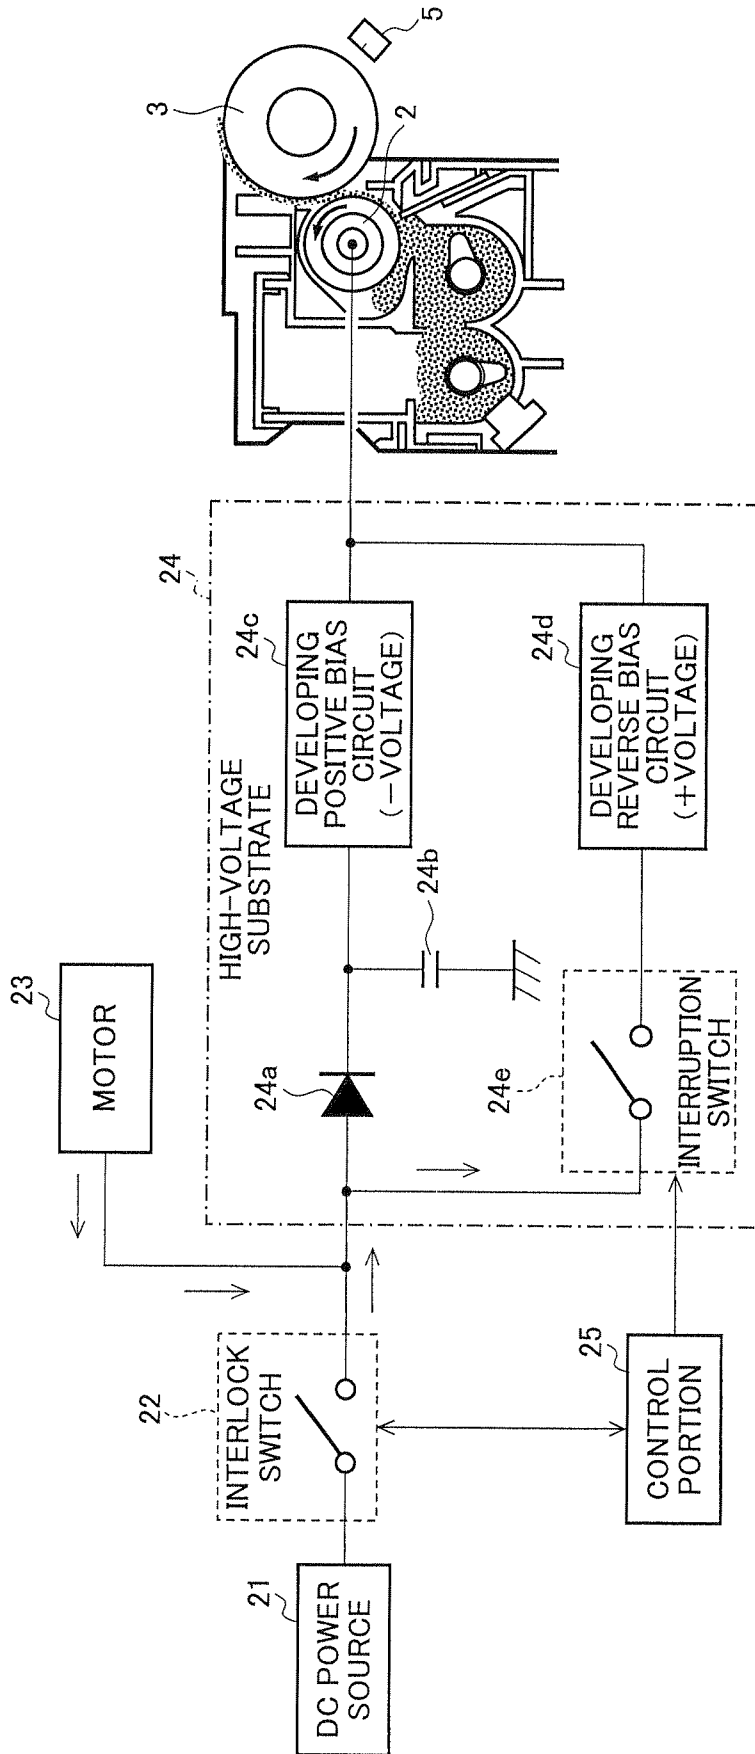 21
DC POWER
SOURCE
22
INTERLOCK
SWITCH
23
MOTOR
25
CONTROL
PORTION
24
HIGH-VOLTAGE
SUBSTRATE
24a
24b
24c
DEVELOPING
POSITIVE BIAS
CIRCUIT
(−VOLTAGE)
24e
INTERRUPTION
SWITCH
24d
DEVELOPING
REVERSE BIAS
CIRCUIT
(+VOLTAGE)
3
2
5